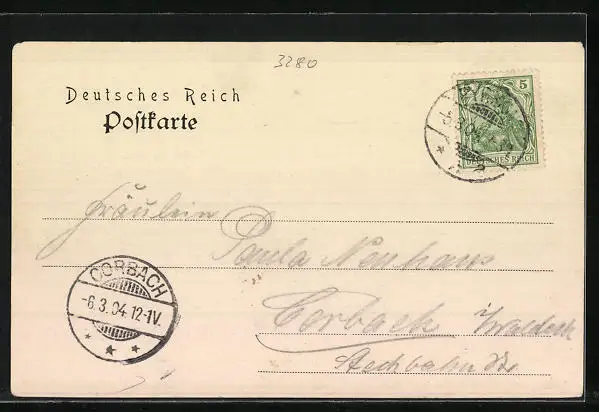 3280
Deutsches Reich
Poſtkarte
5
DEUTSCHES REICH
Fräulein
Paula Neuhaus
Corbach i/Waldeck
CORBACH
-6.3.04.12-1V.